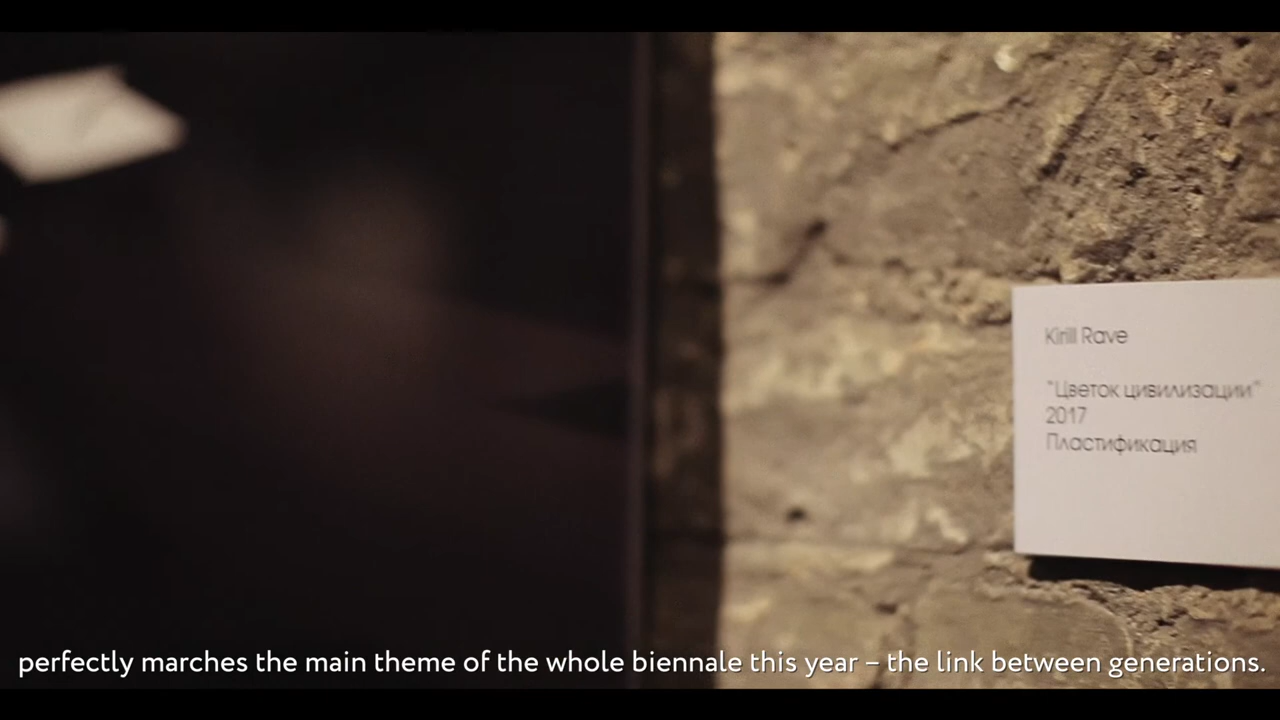 Kirill Rave
"Цветок цивилизации"
2017
Пластификация
perfectly marches the main theme of the whole biennale this year – the link between generations.